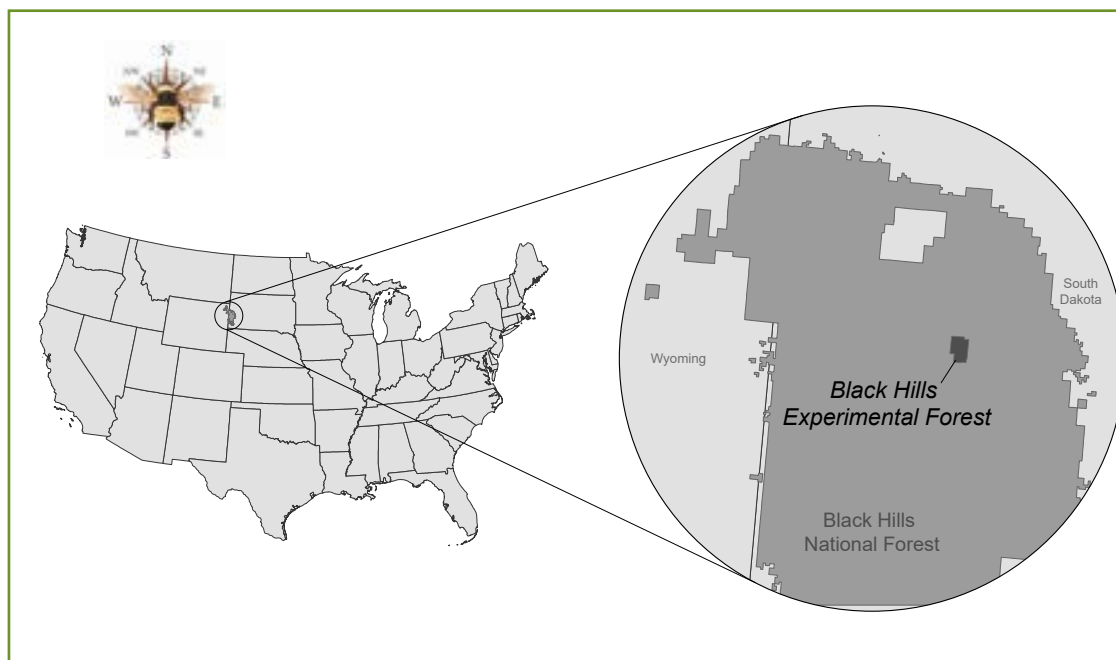 N
W
E
S
South
Dakota
Wyoming
Black Hills
Experimental Forest
Black Hills
National Forest